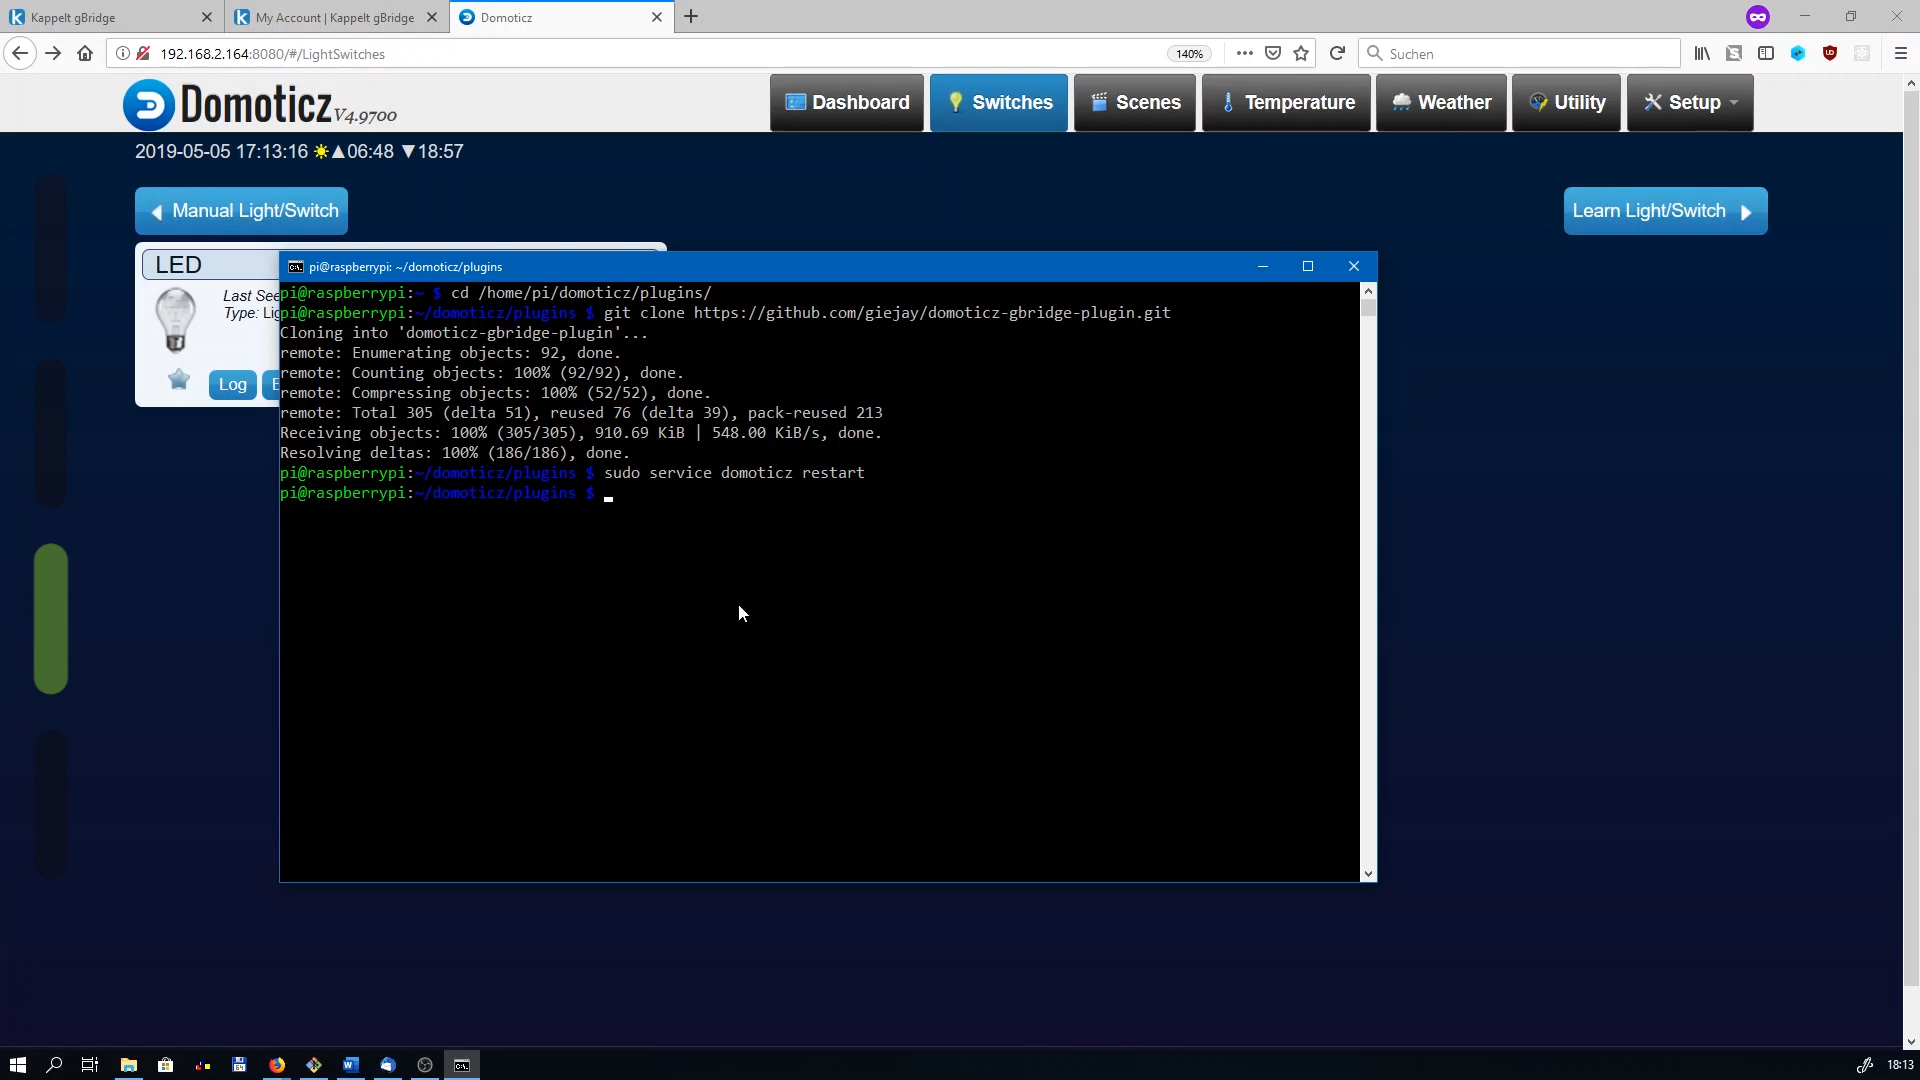 Kappelt gBridge
My Account | Kappelt gBridge
Domoticz
192.168.2.164:8080/#/LightSwitches
140%
Suchen
Domoticz V4.9700
Dashboard
Switches
Scenes
Temperature
Weather
Utility
Setup
2019-05-05 17:13:16 ☀▲06:48 ▼18:57
Manual Light/Switch
Learn Light/Switch
LED
Last See
Type: Lig
Log
E
pi@raspberrypi: ~/domoticz/plugins
pi@raspberrypi:~ $ cd /home/pi/domoticz/plugins/
pi@raspberrypi:~/domoticz/plugins $ git clone https://github.com/giejay/domoticz-gbridge-plugin.git
Cloning into 'domoticz-gbridge-plugin'...
remote: Enumerating objects: 92, done.
remote: Counting objects: 100% (92/92), done.
remote: Compressing objects: 100% (52/52), done.
remote: Total 305 (delta 51), reused 76 (delta 39), pack-reused 213
Receiving objects: 100% (305/305), 910.69 KiB | 548.00 KiB/s, done.
Resolving deltas: 100% (186/186), done.
pi@raspberrypi:~/domoticz/plugins $ sudo service domoticz restart
pi@raspberrypi:~/domoticz/plugins $
18:13